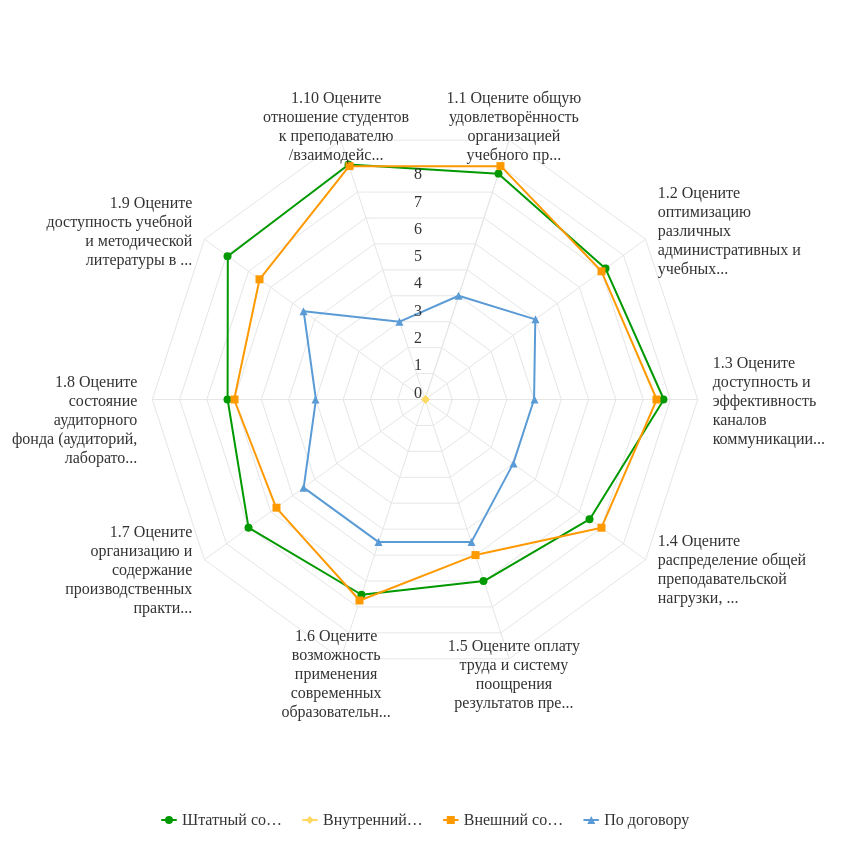 1.10 Оцените
отношение студентов
к преподавателю
/взаимодейс...
1.1 Оцените общую
удовлетворённость
организацией
учебного пр...
1.2 Оцените
оптимизацию
различных
административных и
учебных...
1.3 Оцените
доступность и
эффективность
каналов
коммуникации...
1.4 Оцените
распределение общей
преподавательской
нагрузки, ...
1.5 Оцените оплату
труда и систему
поощрения
результатов пре...
1.6 Оцените
возможность
применения
современных
образовательн...
1.7 Оцените
организацию и
содержание
производственных
практи...
1.8 Оцените
состояние
аудиторного
фонда (аудиторий,
лаборато...
1.9 Оцените
доступность учебной
и методической
литературы в ...
8
7
6
5
4
3
2
1
0
Штатный со… Внутренний… Внешний со… По договору